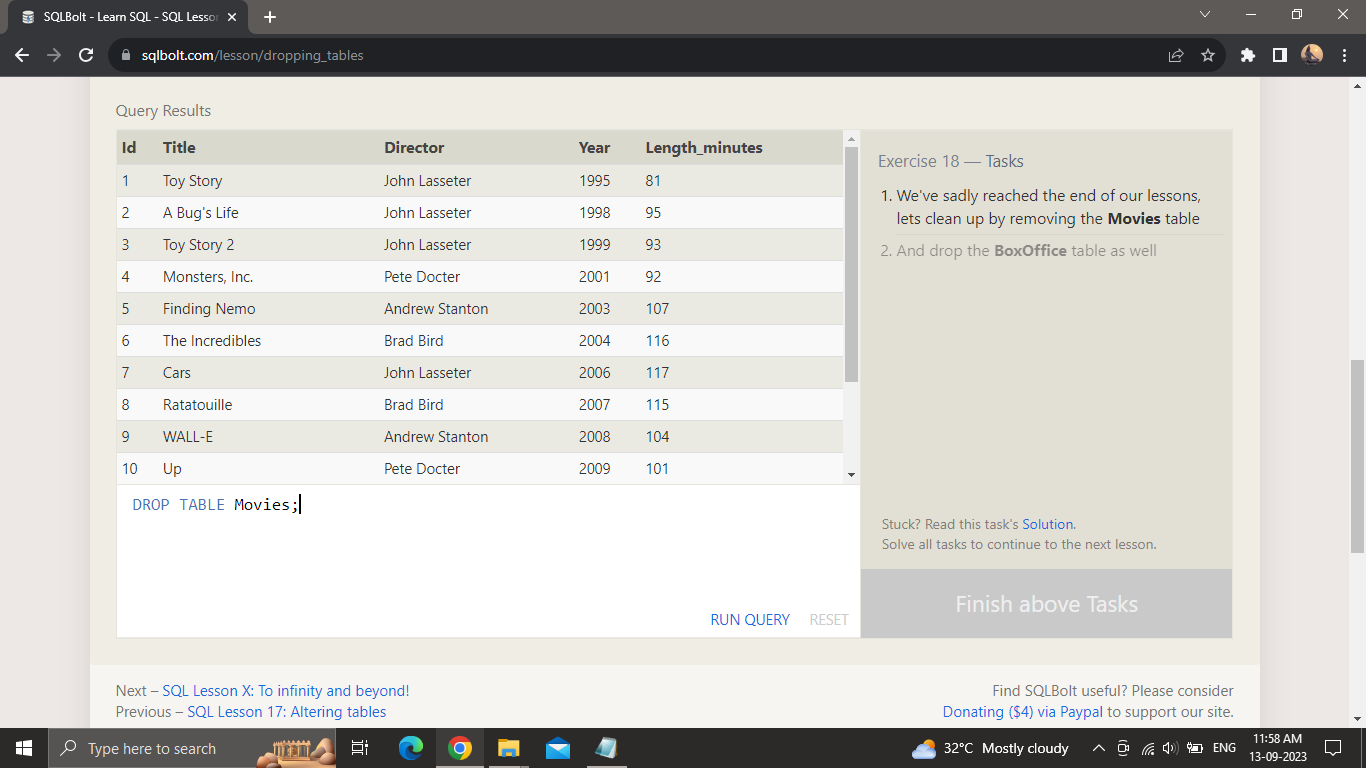 SQLBolt - Learn SQL - SQL Lesson
sqlbolt.com/lesson/dropping_tables
Query Results
Id Title Director Year Length_minutes
1 Toy Story John Lasseter 1995 81
2 A Bug's Life John Lasseter 1998 95
3 Toy Story 2 John Lasseter 1999 93
4 Monsters, Inc. Pete Docter 2001 92
5 Finding Nemo Andrew Stanton 2003 107
6 The Incredibles Brad Bird 2004 116
7 Cars John Lasseter 2006 117
8 Ratatouille Brad Bird 2007 115
9 WALL-E Andrew Stanton 2008 104
10 Up Pete Docter 2009 101
DROP TABLE Movies;
RUN QUERY RESET
Exercise 18 — Tasks
1. We've sadly reached the end of our lessons,
lets clean up by removing the Movies table
2. And drop the BoxOffice table as well
Stuck? Read this task's Solution.
Solve all tasks to continue to the next lesson.
Finish above Tasks
Next – SQL Lesson X: To infinity and beyond!
Previous – SQL Lesson 17: Altering tables
Find SQLBolt useful? Please consider
Donating ($4) via Paypal to support our site.
Type here to search
32°C Mostly cloudy
ENG
11:58 AM
13-09-2023